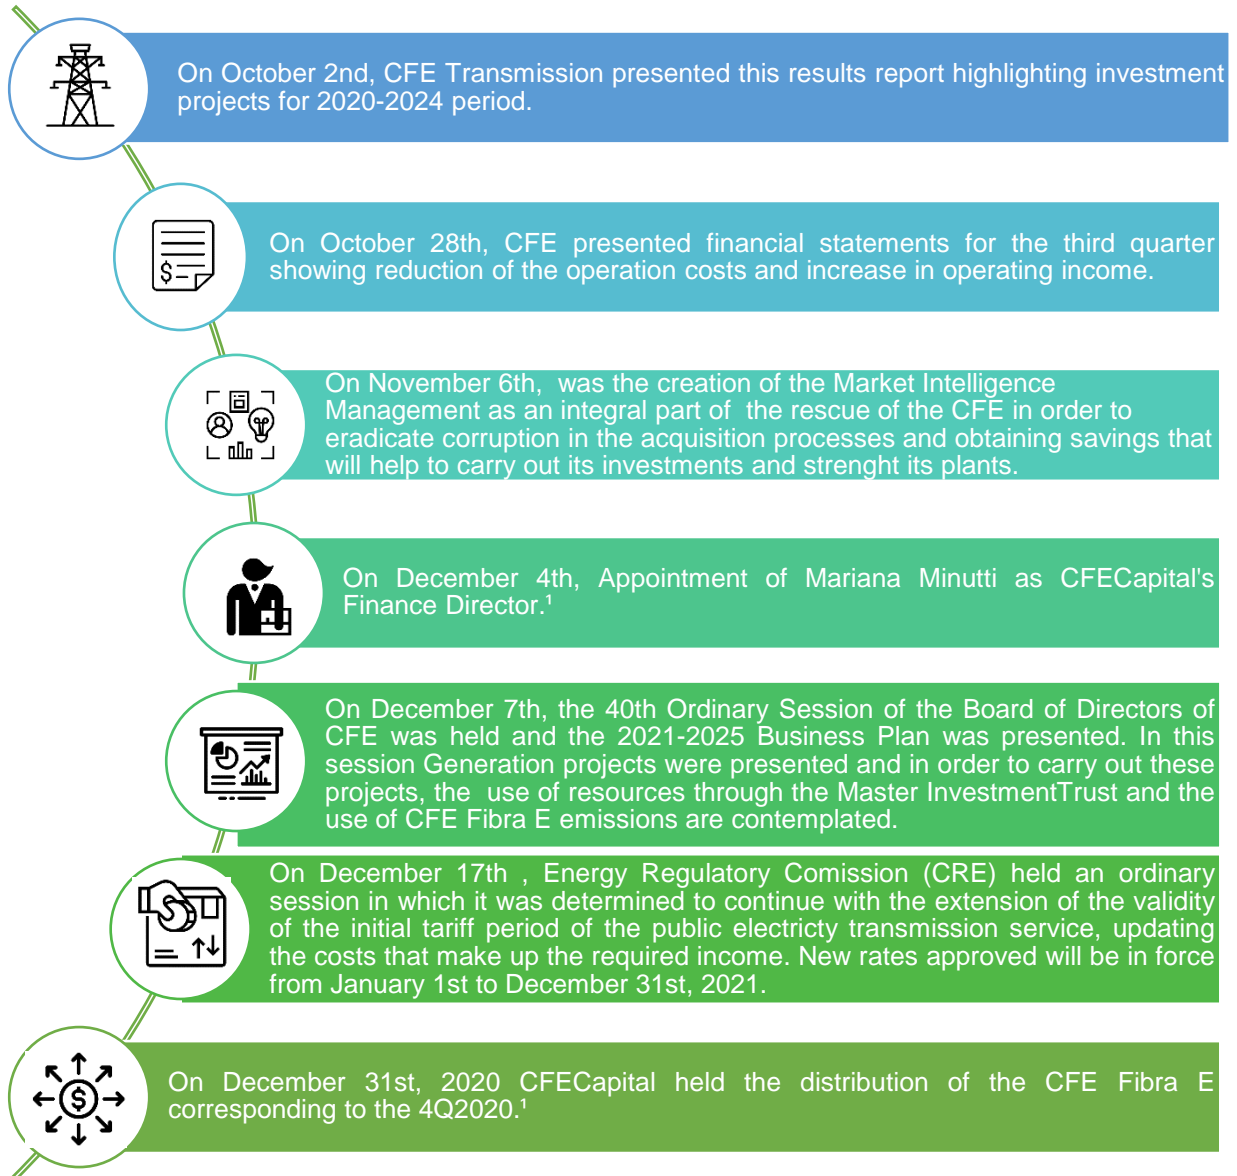 On October 2nd, CFE Transmission presented this results report highlighting investment
projects for 2020-2024 period.
On October 28th, CFE presented financial statements for the third quarter
showing reduction of the operation costs and increase in operating income.
On November 6th, was the creation of the Market Intelligence
Management as an integral part of the rescue of the CFE in order to
eradicate corruption in the acquisition processes and obtaining savings that
will help to carry out its investments and strenght its plants.
On December 4th, Appointment of Mariana Minutti as CFECapital's
Finance Director.¹
On December 7th, the 40th Ordinary Session of the Board of Directors of
CFE was held and the 2021-2025 Business Plan was presented. In this
session Generation projects were presented and in order to carry out these
projects, the use of resources through the Master InvestmentTrust and the
use of CFE Fibra E emissions are contemplated.
On December 17th , Energy Regulatory Comission (CRE) held an ordinary
session in which it was determined to continue with the extension of the validity
of the initial tariff period of the public electricty transmission service, updating
the costs that make up the required income. New rates approved will be in force
from January 1st to December 31st, 2021.
On December 31st, 2020 CFECapital held the distribution of the CFE Fibra E
corresponding to the 4Q2020.¹